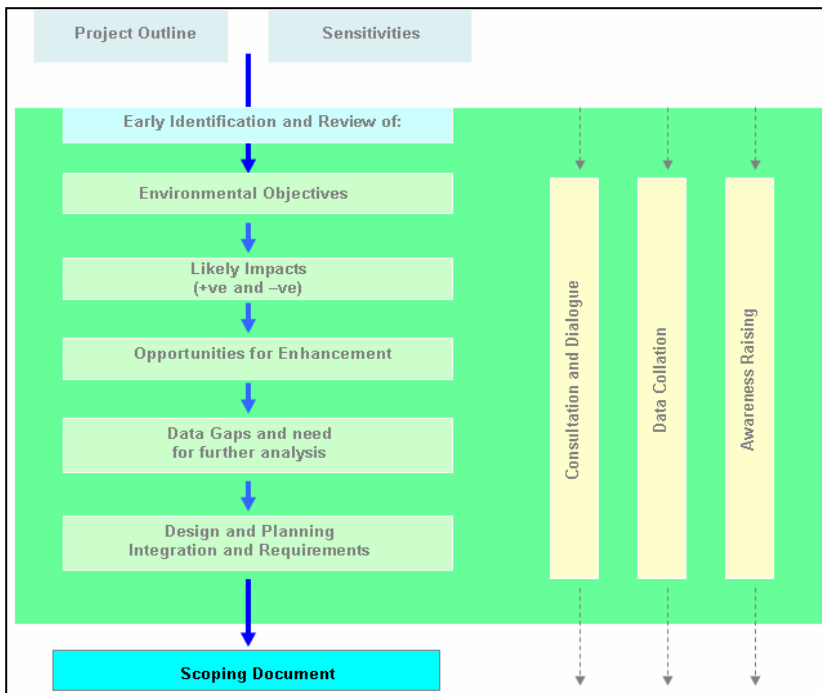 Project Outline
Sensitivities
Early Identification and Review of:
Environmental Objectives
Likely Impacts
(+ve and –ve)
Opportunities for Enhancement
Data Gaps and need
for further analysis
Design and Planning
Integration and Requirements
Scoping Document
Consultation and Dialogue
Data Collation
Awareness Raising